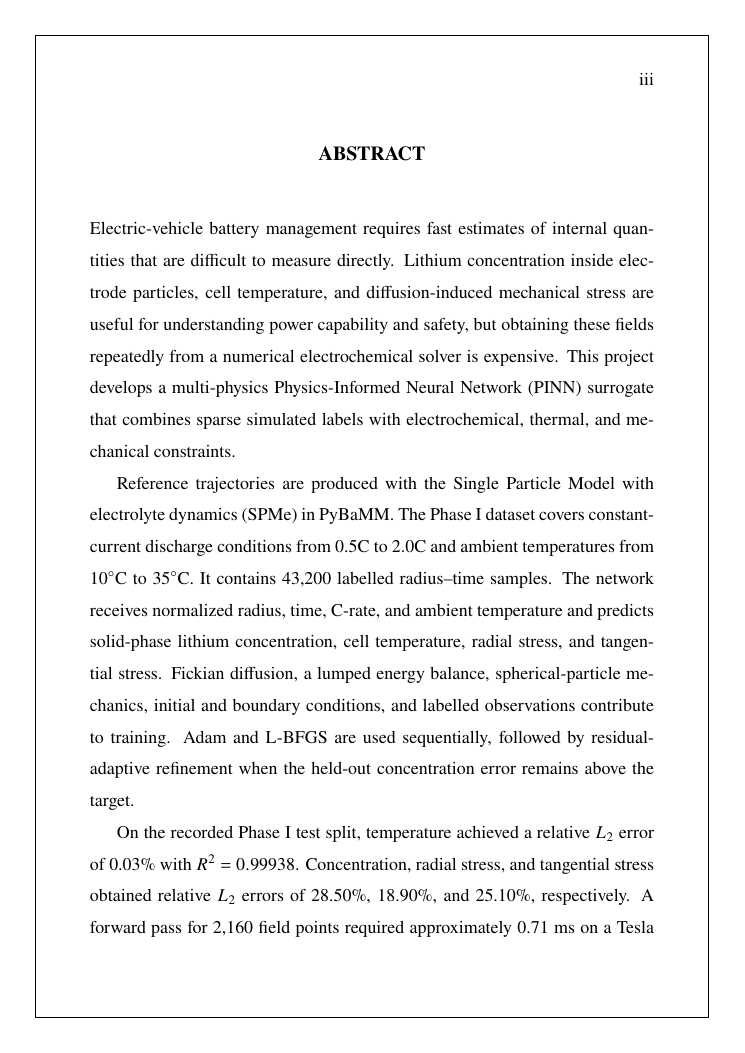 iii
ABSTRACT
Electric-vehicle battery management requires fast estimates of internal quan-
tities that are difficult to measure directly. Lithium concentration inside elec-
trode particles, cell temperature, and diffusion-induced mechanical stress are
useful for understanding power capability and safety, but obtaining these fields
repeatedly from a numerical electrochemical solver is expensive. This project
develops a multi-physics Physics-Informed Neural Network (PINN) surrogate
that combines sparse simulated labels with electrochemical, thermal, and me-
chanical constraints.
Reference trajectories are produced with the Single Particle Model with
electrolyte dynamics (SPMe) in PyBaMM. The Phase I dataset covers constant-
current discharge conditions from 0.5C to 2.0C and ambient temperatures from
10°C to 35°C. It contains 43,200 labelled radius–time samples. The network
receives normalized radius, time, C-rate, and ambient temperature and predicts
solid-phase lithium concentration, cell temperature, radial stress, and tangen-
tial stress. Fickian diffusion, a lumped energy balance, spherical-particle me-
chanics, initial and boundary conditions, and labelled observations contribute
to training. Adam and L-BFGS are used sequentially, followed by residual-
adaptive refinement when the held-out concentration error remains above the
target.
On the recorded Phase I test split, temperature achieved a relative L₂ error
of 0.03% with R² = 0.99938. Concentration, radial stress, and tangential stress
obtained relative L₂ errors of 28.50%, 18.90%, and 25.10%, respectively. A
forward pass for 2,160 field points required approximately 0.71 ms on a Tesla